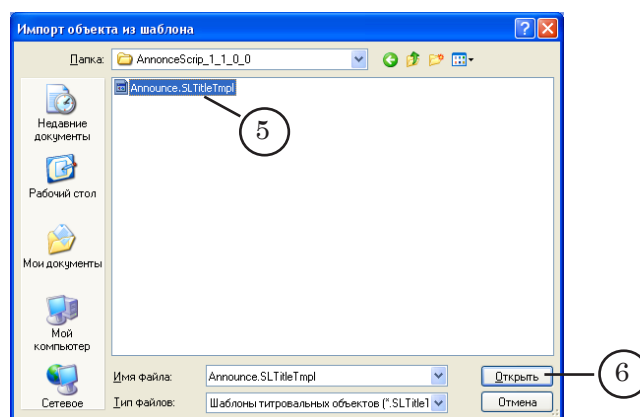 Импорт объекта из шаблона
Папка: AnnonceScrip_1_1_0_0
Announce.SLTitleTmpl
5
Недавние
документы
Рабочий стол
Мои документы
Мой
компьютер
Сетевое
Имя файла: Announce.SLTitleTmpl Открыть
6
Тип файлов: Шаблоны титровальных объектов (*.SLTitleT Отмена